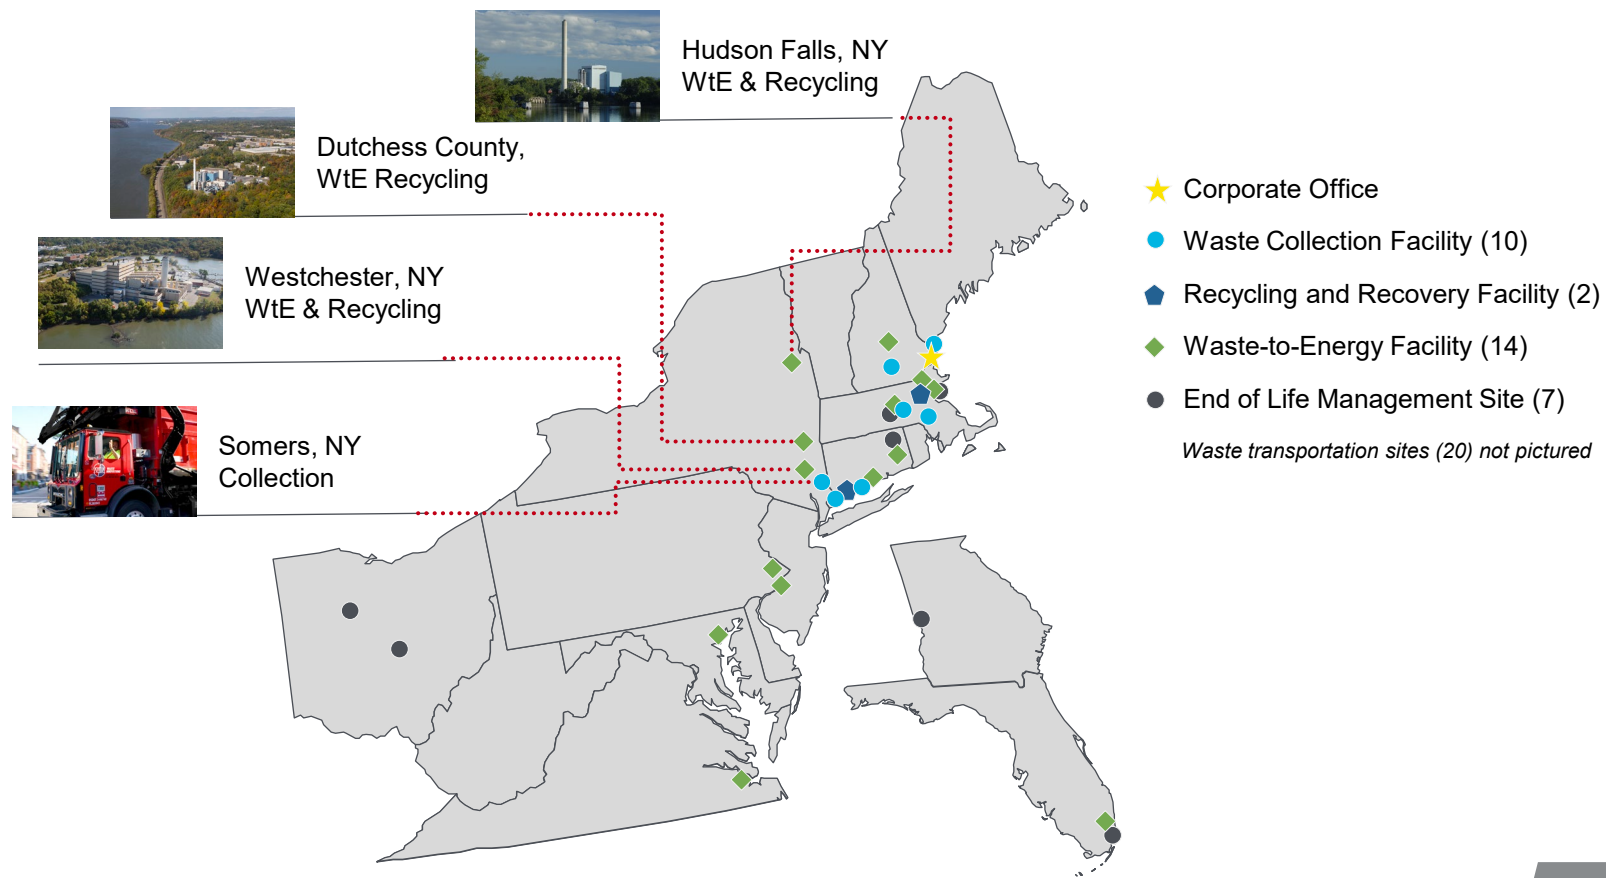 Hudson Falls, NY
WtE & Recycling
Dutchess County,
WtE Recycling
Westchester, NY
WtE & Recycling
Somers, NY
Collection
Corporate Office
Waste Collection Facility (10)
Recycling and Recovery Facility (2)
Waste-to-Energy Facility (14)
End of Life Management Site (7)
Waste transportation sites (20) not pictured